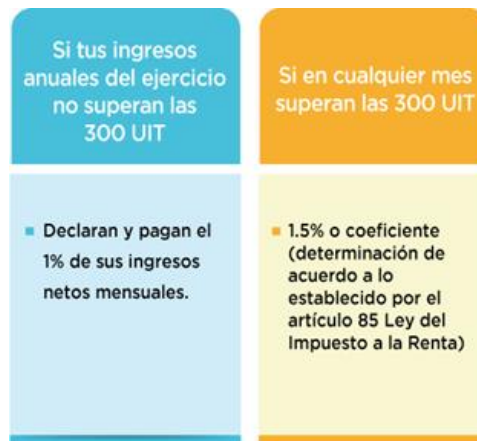 Si tus ingresos
anuales del ejercicio
no superan las
300 UIT
Si en cualquier mes
superan las 300 UIT
Declaran y pagan el
1% de sus ingresos
netos mensuales.
1.5% o coeficiente
(determinación de
acuerdo a lo
establecido por el
artículo 85 Ley del
Impuesto a la Renta)